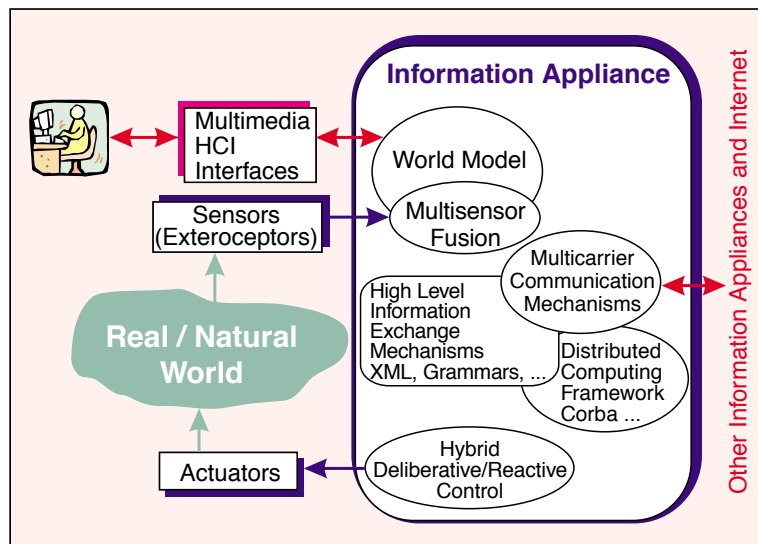 Information Appliance
Multimedia
HCI
Interfaces
World Model
Sensors
(Exteroceptors)
Multisensor
Fusion
Multicarrier
Communication
Mechanisms
High Level
Information
Exchange
Mechanisms
XML, Grammars, ...
Real / Natural
World
Distributed
Computing
Framework
Corba ...
Actuators
Hybrid
Deliberative/Reactive
Control
Other Information Appliances and Internet